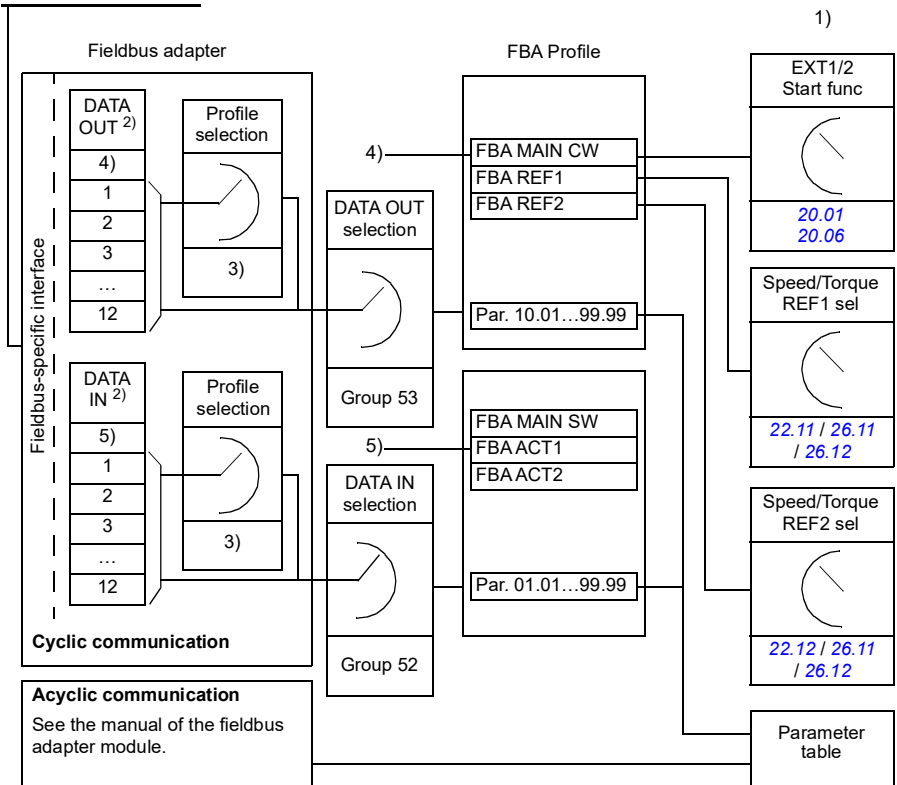 1)
Fieldbus adapter
FBA Profile
Fieldbus-specific interface
DATA
OUT 2)
4)
1
2
3
…
12
Profile
selection
3)
DATA
IN 2)
5)
1
2
3
…
12
Profile
selection
3)
Cyclic communication
Acyclic communication
See the manual of the fieldbus
adapter module.
DATA OUT
selection
Group 53
DATA IN
selection
Group 52
4)
FBA MAIN CW
FBA REF1
FBA REF2
Par. 10.01…99.99
5)
FBA MAIN SW
FBA ACT1
FBA ACT2
Par. 01.01…99.99
EXT1/2
Start func
20.01
20.06
Speed/Torque
REF1 sel
22.11 / 26.11
/ 26.12
Speed/Torque
REF2 sel
22.12 / 26.11
/ 26.12
Parameter
table